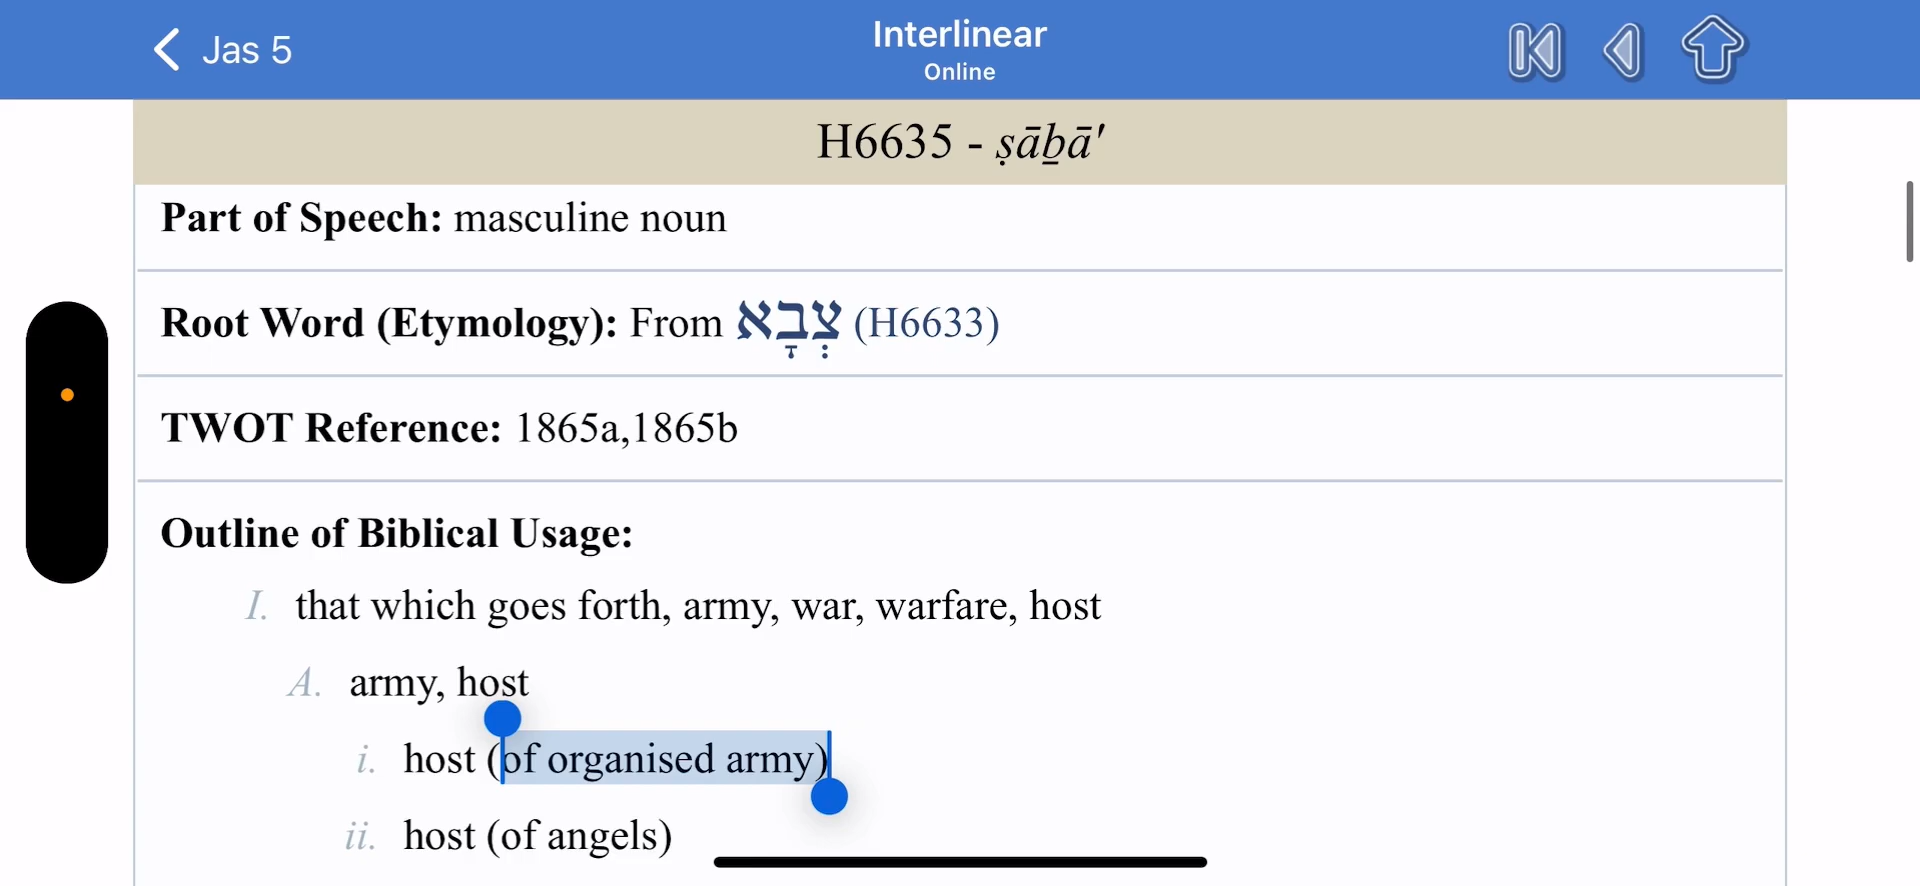 Jas 5
Interlinear
Online
H6635 - ṣāḇā'
Part of Speech: masculine noun
Root Word (Etymology): From צְבָא (H6633)
TWOT Reference: 1865a,1865b
Outline of Biblical Usage:
I. that which goes forth, army, war, warfare, host
A. army, host
i. host (of organised army)
ii. host (of angels)